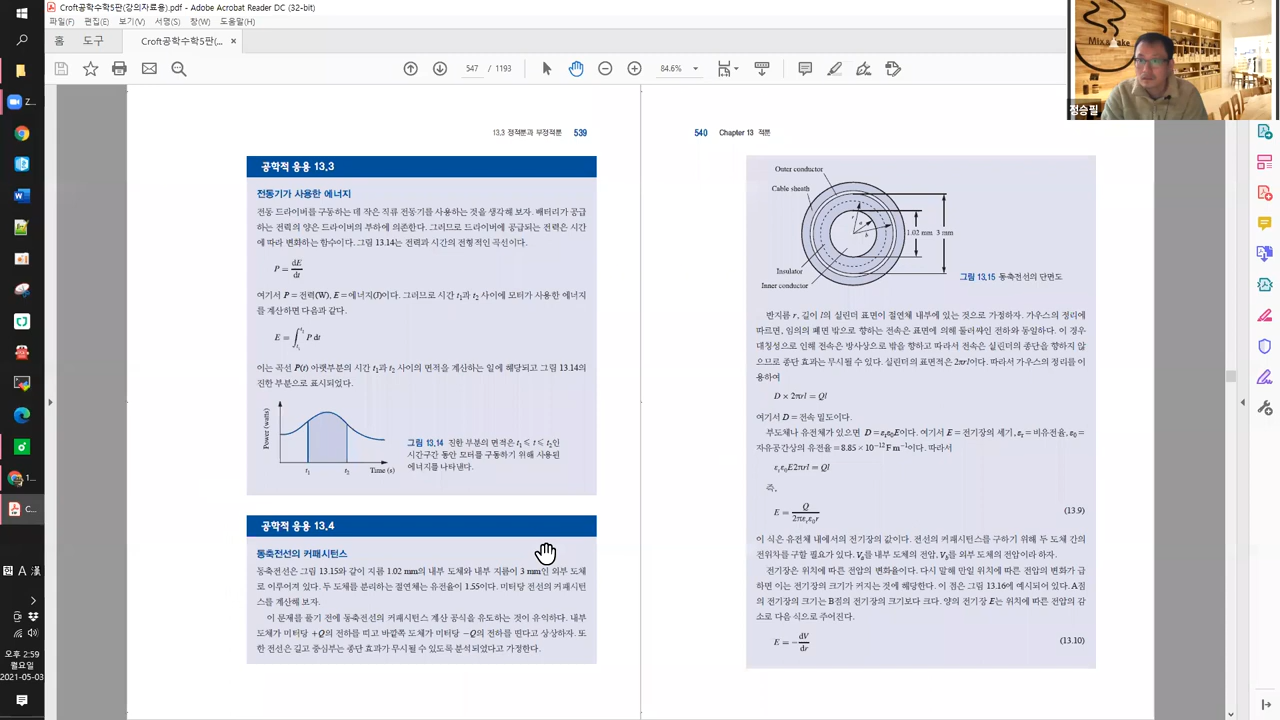 Croft공학수학5판(강의자료용).pdf - Adobe Acrobat Reader DC (32-bit)
파일(F) 편집(E) 보기(V) 서명(S) 창(W) 도움말(H)
홈 도구 Croft공학수학5판(... ×
547 / 1193 84.6%
Mix&Bake
정승필
13.3 정적분과 부정적분 539
공학적 응용 13.3
전동기가 사용한 에너지
전동 드라이버를 구동하는 데 작은 직류 전동기를 사용하는 것을 생각해 보자. 배터리가 공급
하는 전력의 양은 드라이버의 부하에 의존한다. 그러므로 드라이버에 공급되는 전력은 시간
에 따라 변화하는 함수이다. 그림 13.14는 전력과 시간의 전형적인 곡선이다.
P = dE/dt
여기서 P = 전력(W), E = 에너지(J)이다. 그러므로 시간 t₁과 t₂ 사이에 모터가 사용한 에너지
를 계산하면 다음과 같다.
E = ∫ P dt
이는 곡선 P(t) 아랫부분의 시간 t₁과 t₂ 사이의 면적을 계산하는 일에 해당되고 그림 13.14의
진한 부분으로 표시되었다.
Power (watts)
t₁ t₂ Time (s)
그림 13.14 진한 부분의 면적은 t₁ ≤ t ≤ t₂인
시간구간 동안 모터를 구동하기 위해 사용된
에너지를 나타낸다.
공학적 응용 13.4
동축전선의 커패시턴스
동축전선은 그림 13.15와 같이 지름 1.02 mm의 내부 도체와 내부 지름이 3 mm인 외부 도체
로 이루어져 있다. 두 도체를 분리하는 절연체는 유전율이 1.55이다. 미터당 전선의 커패시턴
스를 계산해 보자.
이 문제를 풀기 전에 동축전선의 커패시턴스 계산 공식을 유도하는 것이 유익하다. 내부
도체가 미터당 +Q의 전하를 띠고 바깥쪽 도체가 미터당 −Q의 전하를 띤다고 상상하자. 또
한 전선은 길고 중심부는 종단 효과가 무시될 수 있도록 분석되었다고 가정한다.
540 Chapter 13 적분
Outer conductor
Cable sheath
r a b
1.02 mm 3 mm
Insulator
Inner conductor
그림 13.15 동축전선의 단면도
반지름 r, 길이 l의 실린더 표면이 절연체 내부에 있는 것으로 가정하자. 가우스의 정리에
따르면, 임의의 폐면 밖으로 향하는 전속은 표면에 의해 둘러싸인 전하와 동일하다. 이 경우
대칭성으로 인해 전속은 방사상으로 밖을 향하고 따라서 전속은 실린더의 종단을 향하지 않
으므로 종단 효과는 무시될 수 있다. 실린더의 표면적은 2πrl이다. 따라서 가우스의 정리를 이
용하여
D × 2πrl = Ql
여기서 D = 전속 밀도이다.
부도체나 유전체가 있으면 D = εᵣε₀E이다. 여기서 E = 전기장의 세기, εᵣ = 비유전율, ε₀ =
자유공간상의 유전율 = 8.85 × 10⁻¹² F m⁻¹이다. 따라서
εᵣε₀E2πrl = Ql
즉,
E = Q/2πεᵣε₀r (13.9)
이 식은 유전체 내에서의 전기장의 값이다. 전선의 커패시턴스를 구하기 위해 두 도체 간의
전위차를 구할 필요가 있다. Vₐ를 내부 도체의 전압, V_b를 외부 도체의 전압이라 하자.
전기장은 위치에 따른 전압의 변화율이다. 다시 말해 만일 위치에 따른 전압의 변화가 급
하면 이는 전기장의 크기가 커지는 것에 해당한다. 이 점은 그림 13.16에 예시되어 있다. A점
의 전기장의 크기는 B점의 전기장의 크기보다 크다. 양의 전기장 E는 위치에 따른 전압의 감
소로 다음 식으로 주어진다.
E = −dV/dr (13.10)
Z...
1...
C...
한 A 漢
오후 2:59
월요일
2021-05-03